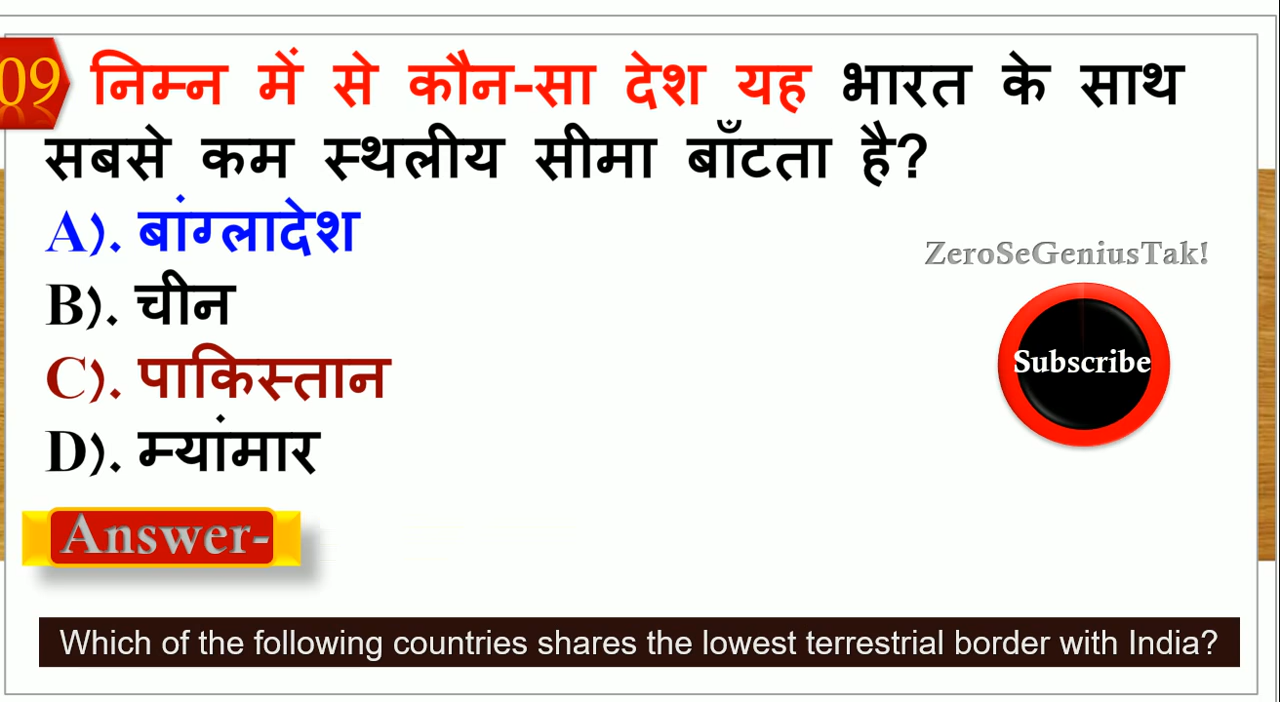 09 निम्न में से कौन-सा देश यह भारत के साथ
सबसे कम स्थलीय सीमा बाँटता है?
A). बांग्लादेश
B). चीन
C). पाकिस्तान
D). म्यांमार
ZeroSeGeniusTak!
Subscribe
Answer-
Which of the following countries shares the lowest terrestrial border with India?